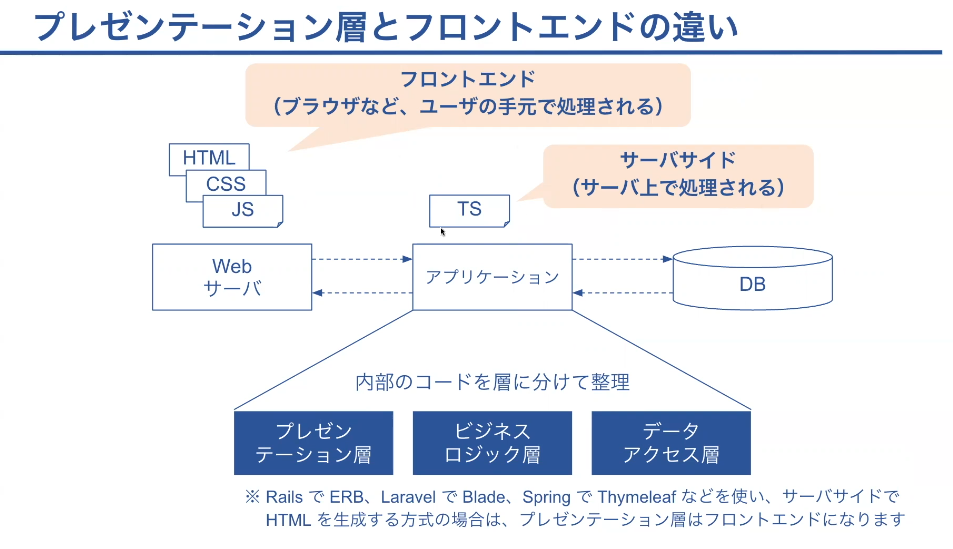 プレゼンテーション層とフロントエンドの違い
フロントエンド
（ブラウザなど、ユーザの手元で処理される）
サーバサイド
（サーバ上で処理される）
HTML
CSS
JS
TS
Web
サーバ
アプリケーション
DB
内部のコードを層に分けて整理
プレゼン
テーション層
ビジネス
ロジック層
データ
アクセス層
※ Rails で ERB、Laravel で Blade、Spring で Thymeleaf などを使い、サーバサイドで
HTML を生成する方式の場合は、プレゼンテーション層はフロントエンドになります